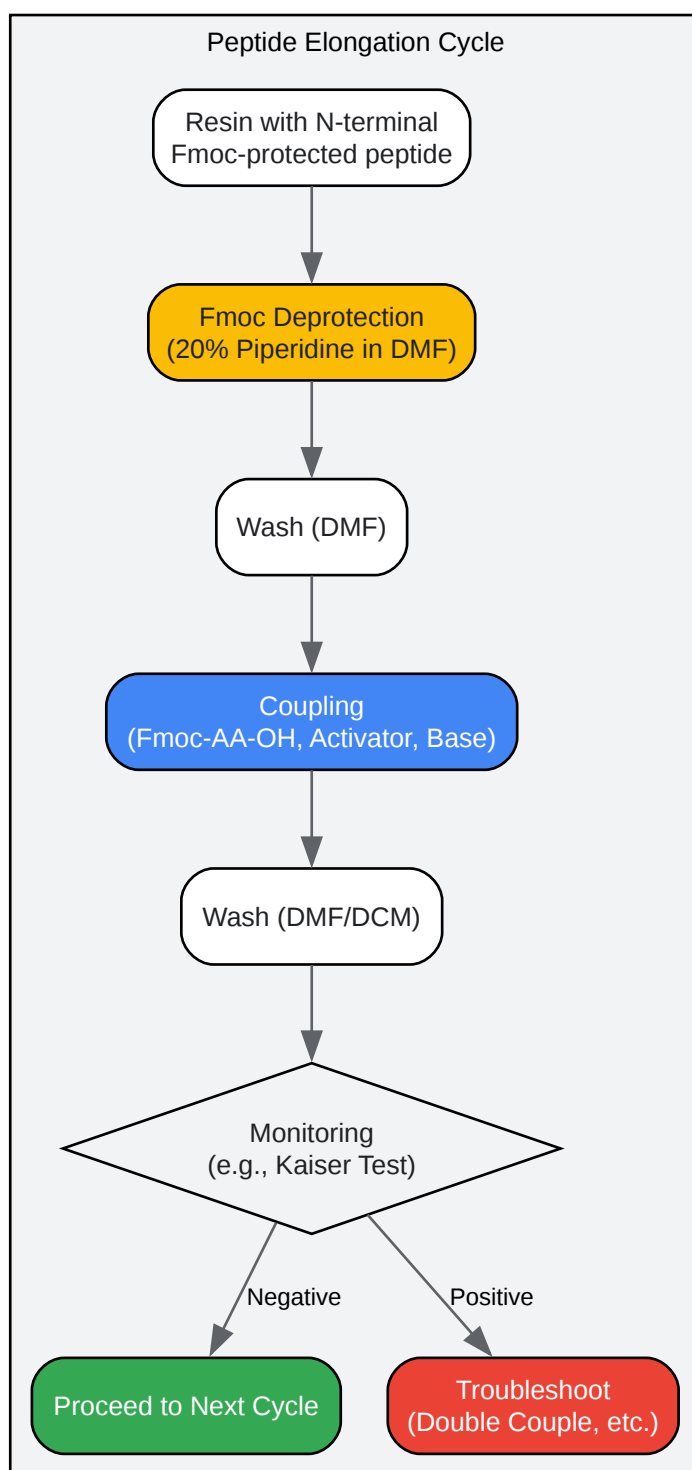 Peptide Elongation Cycle
Resin with N-terminal
Fmoc-protected peptide
Fmoc Deprotection
(20% Piperidine in DMF)
Wash (DMF)
Coupling
(Fmoc-AA-OH, Activator, Base)
Wash (DMF/DCM)
Monitoring
(e.g., Kaiser Test)
Negative
Positive
Proceed to Next Cycle
Troubleshoot
(Double Couple, etc.)